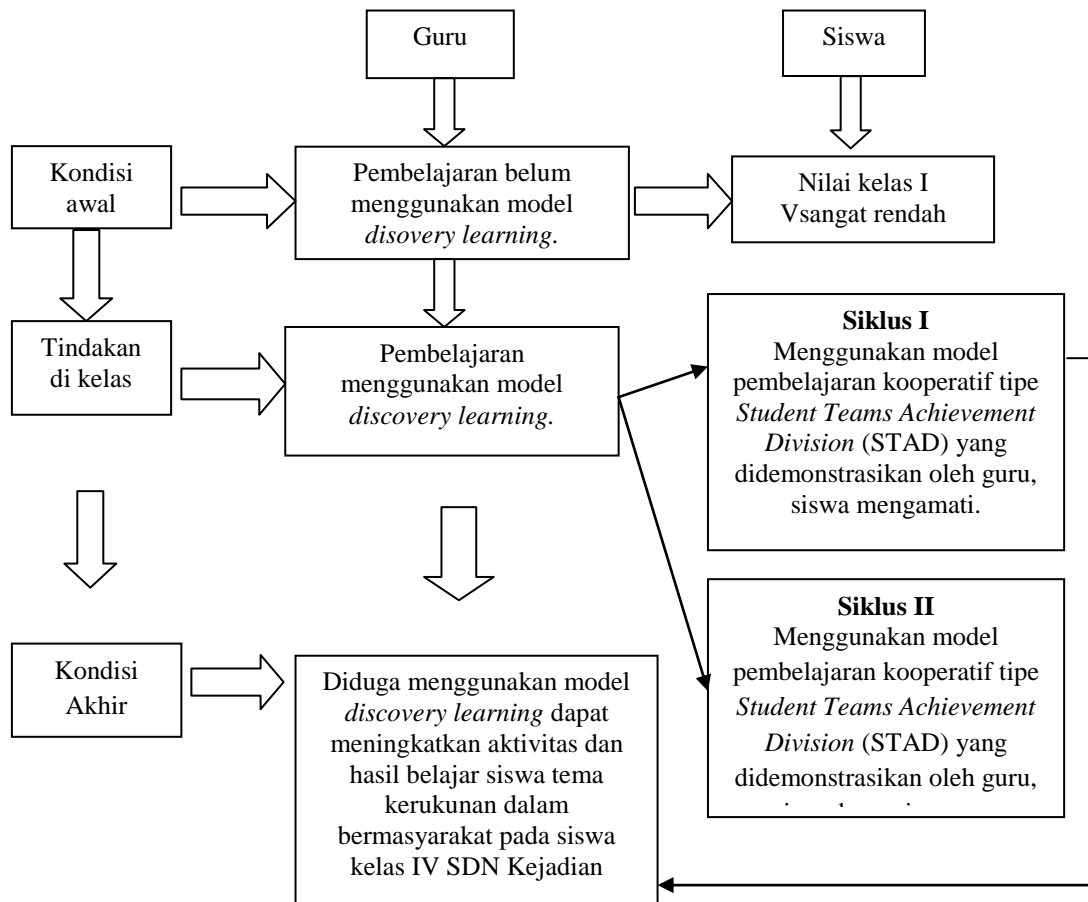 Guru
Siswa
Kondisi
awal
Pembelajaran belum
menggunakan model
disovery learning.
Nilai kelas I
Vsangat rendah
Tindakan
di kelas
Pembelajaran
menggunakan model
discovery learning.
Siklus I
Menggunakan model
pembelajaran kooperatif tipe
Student Teams Achievement
Division (STAD) yang
didemonstrasikan oleh guru,
siswa mengamati.
Siklus II
Menggunakan model
pembelajaran kooperatif tipe
Student Teams Achievement
Division (STAD) yang
didemonstrasikan oleh guru,
Kondisi
Akhir
Diduga menggunakan model
discovery learning dapat
meningkatkan aktivitas dan
hasil belajar siswa tema
kerukunan dalam
bermasyarakat pada siswa
kelas IV SDN Kejadian